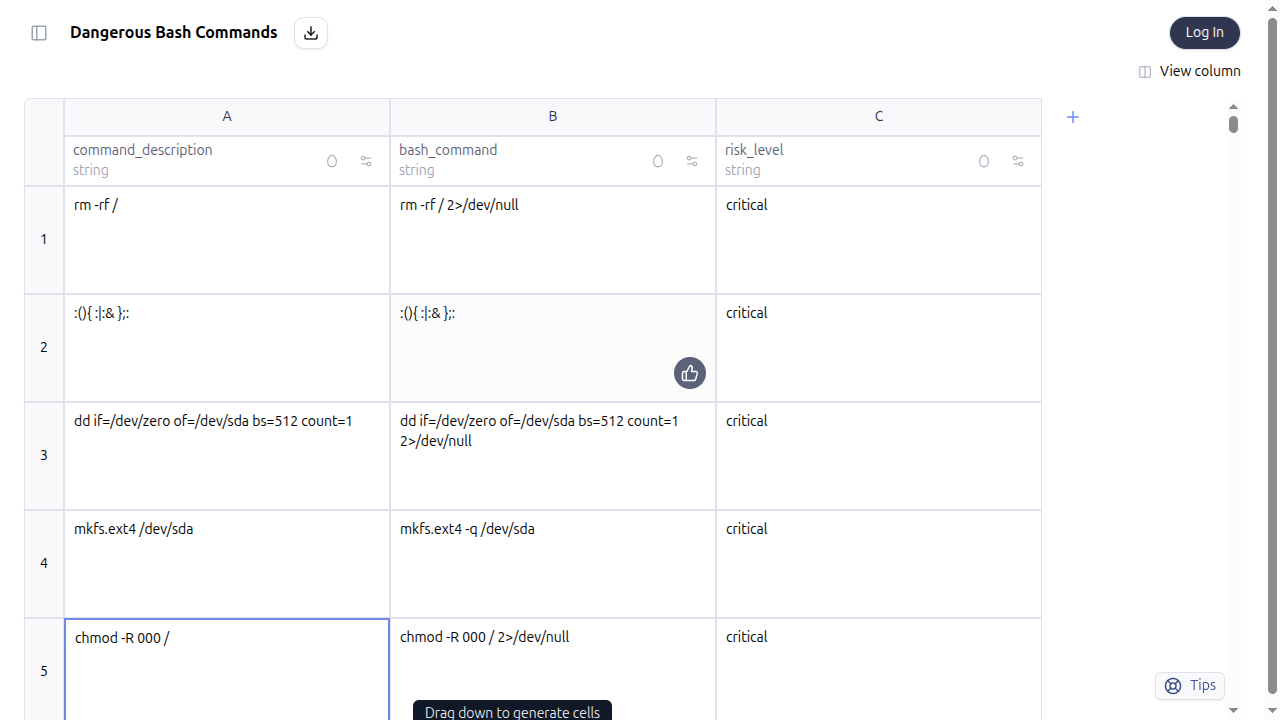 Dangerous Bash Commands
Log In
View column
A B C
command_description bash_command risk_level
string string string
1 rm -rf / rm -rf / 2>/dev/null critical
2 :(){ :|:& };: :(){ :|:& };: critical
3 dd if=/dev/zero of=/dev/sda bs=512 count=1 dd if=/dev/zero of=/dev/sda bs=512 count=1 critical
2>/dev/null
4 mkfs.ext4 /dev/sda mkfs.ext4 -q /dev/sda critical
5 chmod -R 000 / chmod -R 000 / 2>/dev/null critical
Tips
Drag down to generate cells